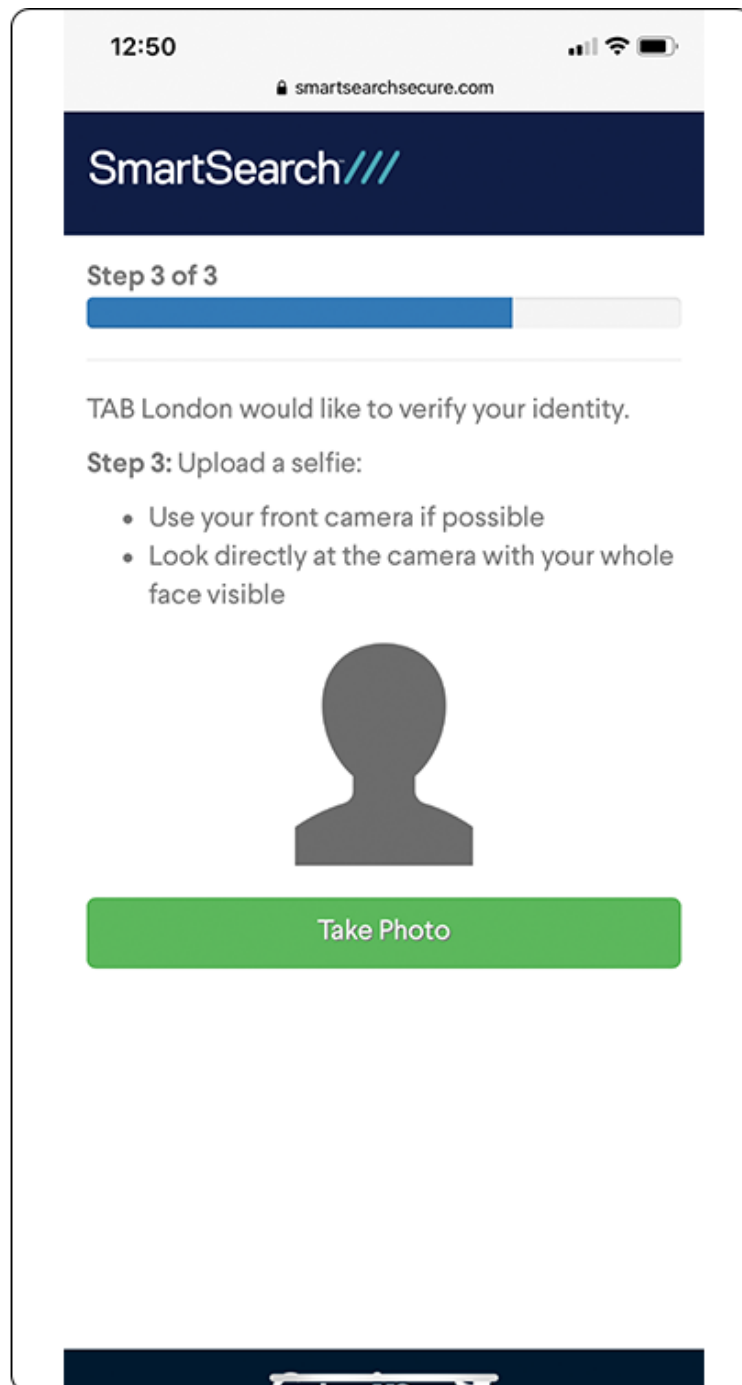 12:50
smartsearchsecure.com
SmartSearch™
Step 3 of 3
TAB London would like to verify your identity.
Step 3: Upload a selfie:
• Use your front camera if possible
• Look directly at the camera with your whole
face visible
Take Photo